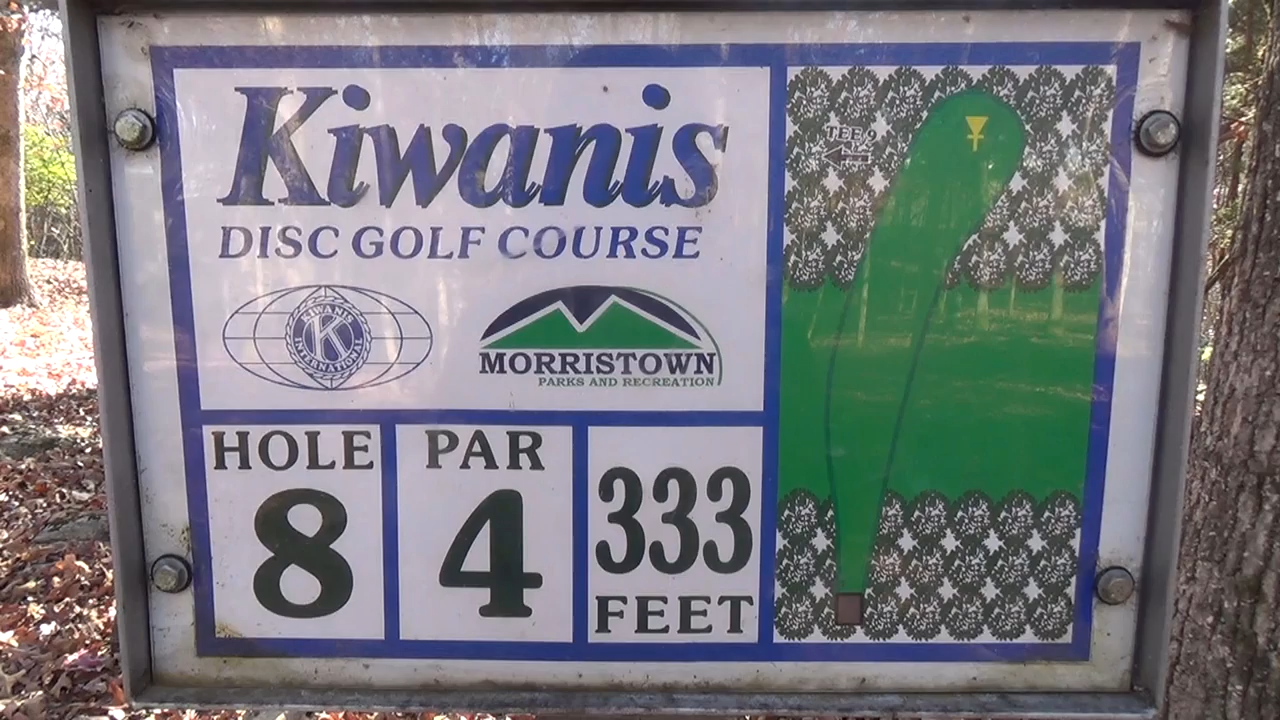 Kiwanis
DISC GOLF COURSE
KIWANIS
K
INTERNATIONAL
MORRISTOWN
PARKS AND RECREATION
HOLE
8
PAR
4
333
FEET
TEE 9